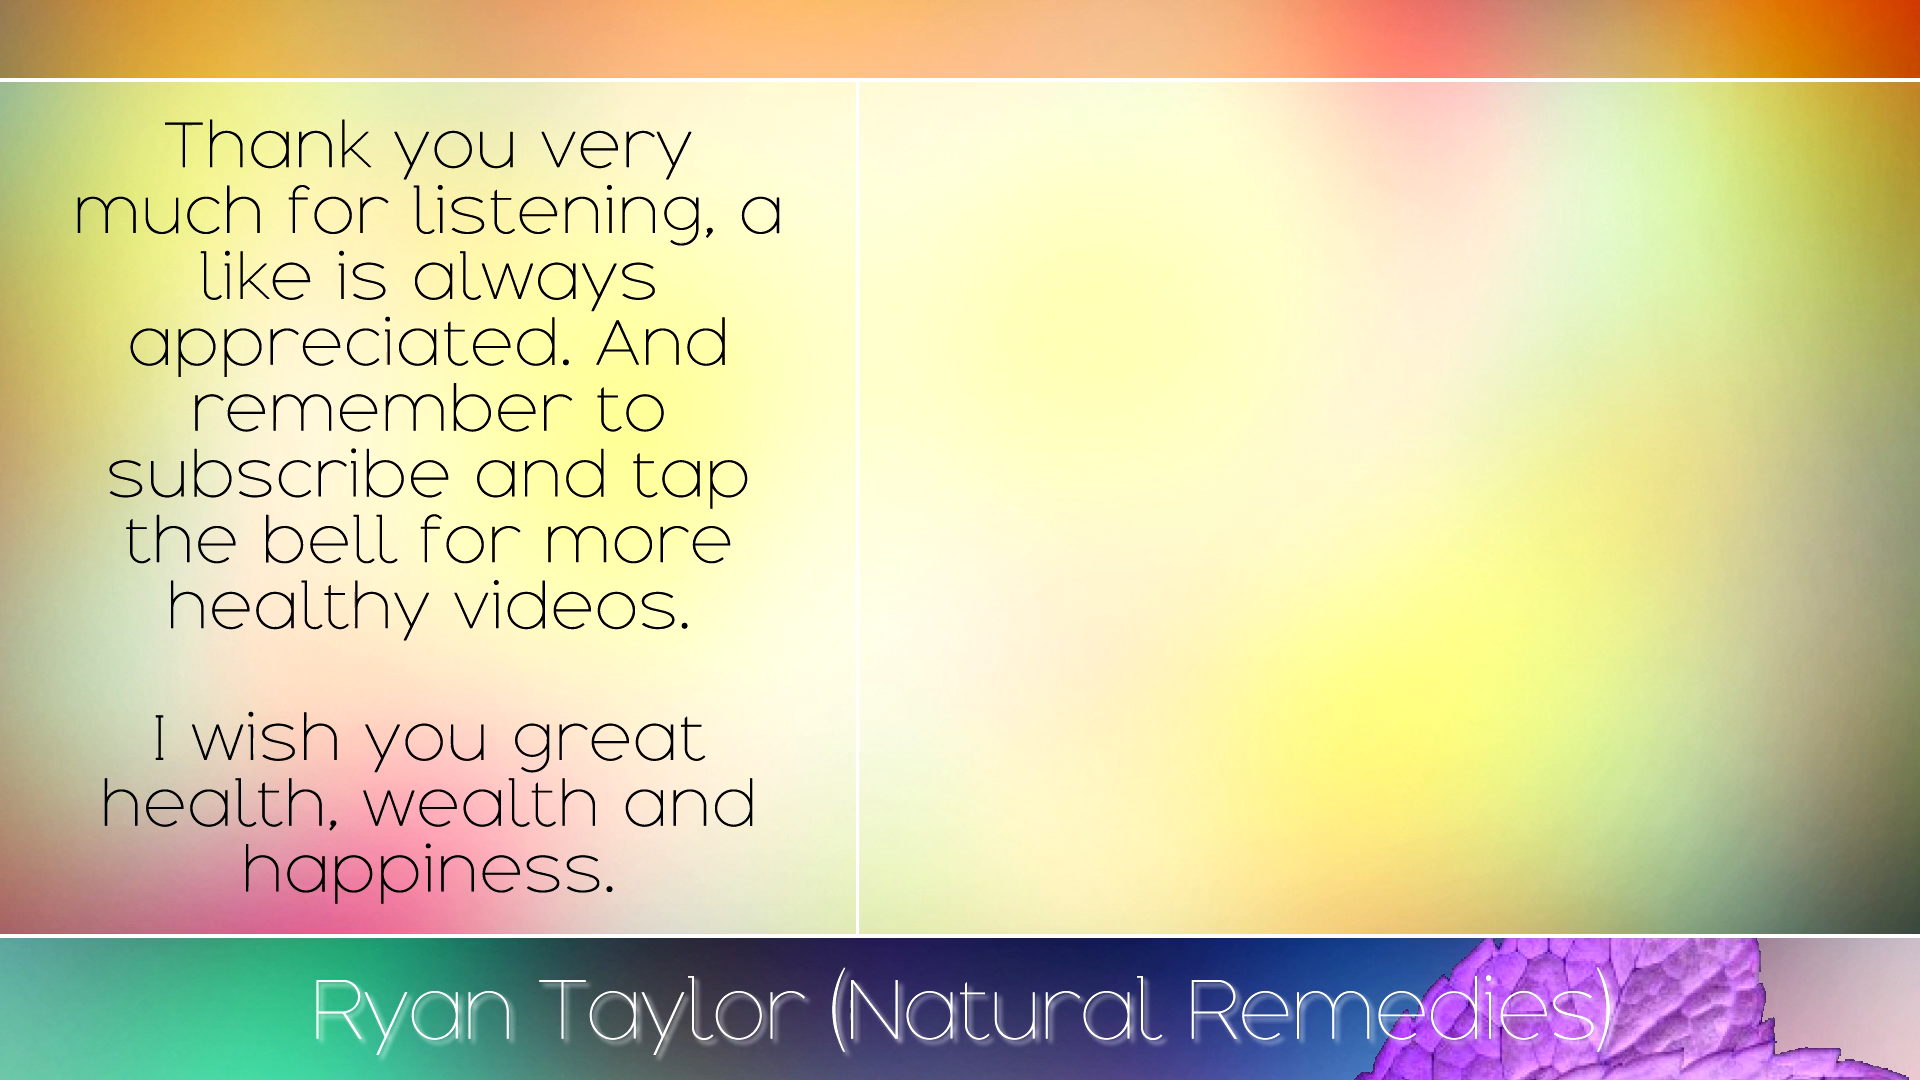 Thank you very
much for listening, a
like is always
appreciated. And
remember to
subscribe and tap
the bell for more
healthy videos.
I wish you great
health, wealth and
happiness.
Ryan Taylor (Natural Remedies)